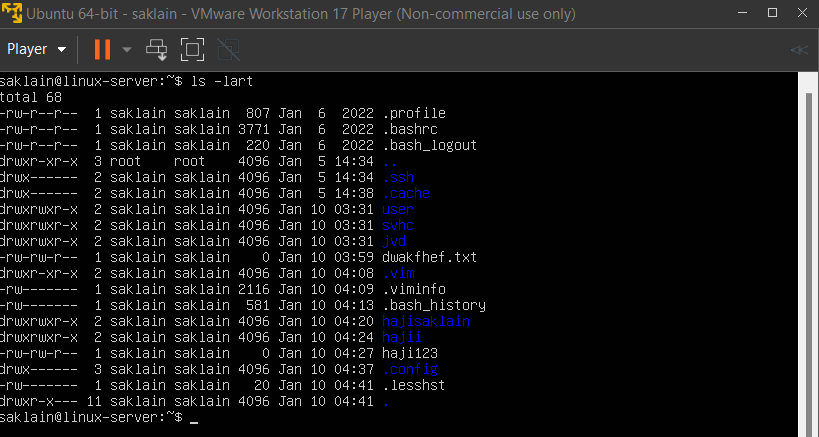 Ubuntu 64-bit - saklain - VMware Workstation 17 Player (Non-commercial use only)
Player
saklain@linux-server:~$ ls -lart
total 68
-rw-r--r--  1 saklain saklain  807 Jan  6  2022 .profile
-rw-r--r--  1 saklain saklain 3771 Jan  6  2022 .bashrc
-rw-r--r--  1 saklain saklain  220 Jan  6  2022 .bash_logout
drwxr-xr-x  3 root    root    4096 Jan  5 14:34 ..
drwx------  2 saklain saklain 4096 Jan  5 14:34 .ssh
drwx------  2 saklain saklain 4096 Jan  5 14:38 .cache
drwxrwxr-x  2 saklain saklain 4096 Jan 10 03:31 user
drwxrwxr-x  2 saklain saklain 4096 Jan 10 03:31 svhc
drwxrwxr-x  2 saklain saklain 4096 Jan 10 03:31 jvd
-rw-rw-r--  1 saklain saklain    0 Jan 10 03:59 dwakfhef.txt
drwxr-xr-x  2 saklain saklain 4096 Jan 10 04:08 .vim
-rw-------  1 saklain saklain 2116 Jan 10 04:09 .viminfo
-rw-------  1 saklain saklain  581 Jan 10 04:13 .bash_history
drwxrwxr-x  2 saklain saklain 4096 Jan 10 04:20 hajisaklain
drwxrwxr-x  2 saklain saklain 4096 Jan 10 04:24 hajii
-rw-rw-r--  1 saklain saklain    0 Jan 10 04:27 haji123
drwx------  3 saklain saklain 4096 Jan 10 04:37 .config
-rw-------  1 saklain saklain   20 Jan 10 04:41 .lesshst
drwxr-x--- 11 saklain saklain 4096 Jan 10 04:41 .
saklain@linux-server:~$ _